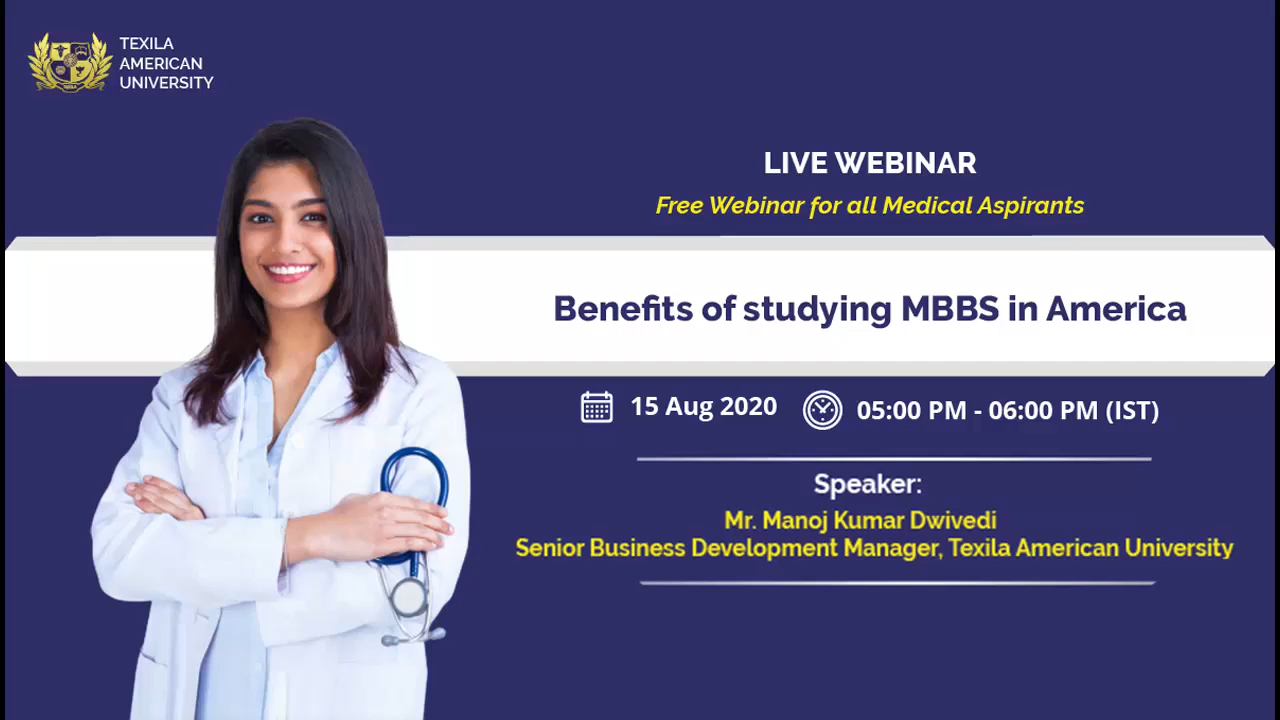 TEXILA
AMERICAN
UNIVERSITY
LIVE WEBINAR
Free Webinar for all Medical Aspirants
Benefits of studying MBBS in America
15 Aug 2020
05:00 PM - 06:00 PM (IST)
Speaker:
Mr. Manoj Kumar Dwivedi
Senior Business Development Manager, Texila American University